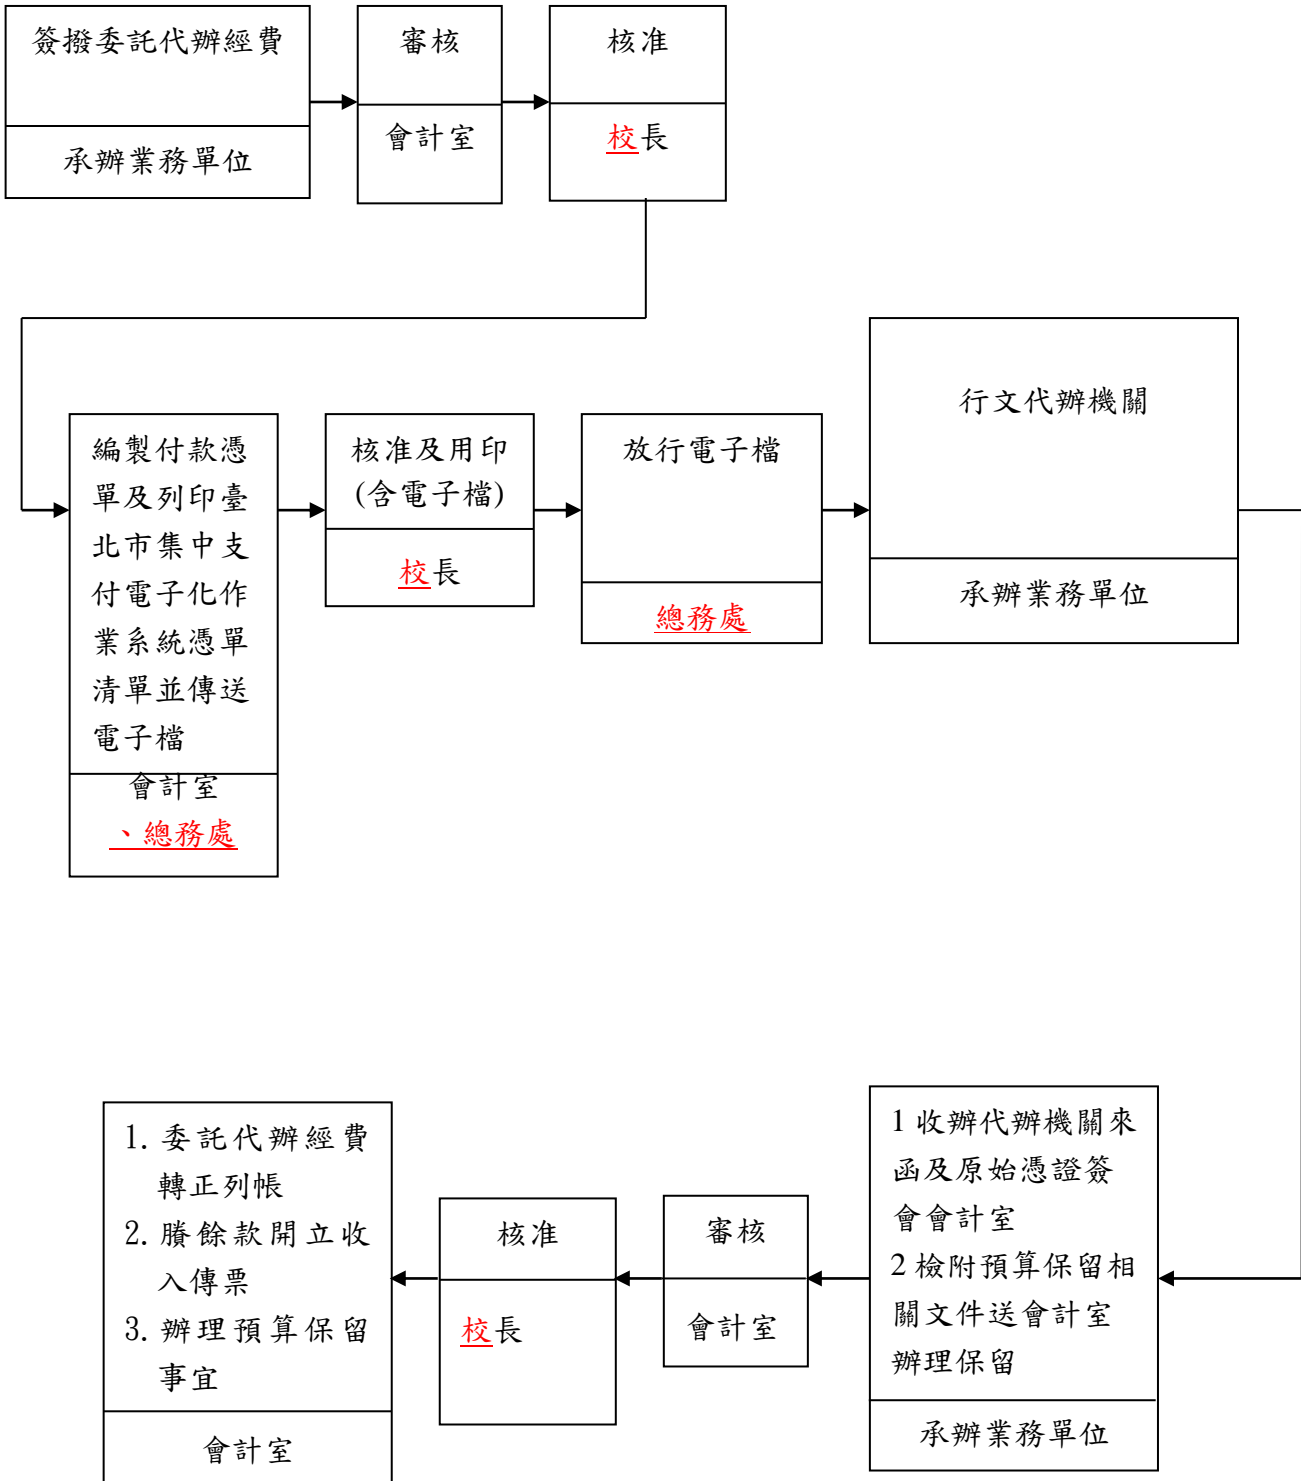 簽撥委託代辦經費
承辦業務單位
審核
會計室
核准
校長
編製付款憑
單及列印臺
北市集中支
付電子化作
業系統憑單
清單並傳送
電子檔
會計室
、總務處
核准及用印
(含電子檔)
校長
放行電子檔
總務處
行文代辦機關
承辦業務單位
1 收辦代辦機關來
函及原始憑證簽
會會計室
2 檢附預算保留相
關文件送會計室
辦理保留
承辦業務單位
審核
會計室
核准
校長
1. 委託代辦經費
轉正列帳
2. 賸餘款開立收
入傳票
3. 辦理預算保留
事宜
會計室